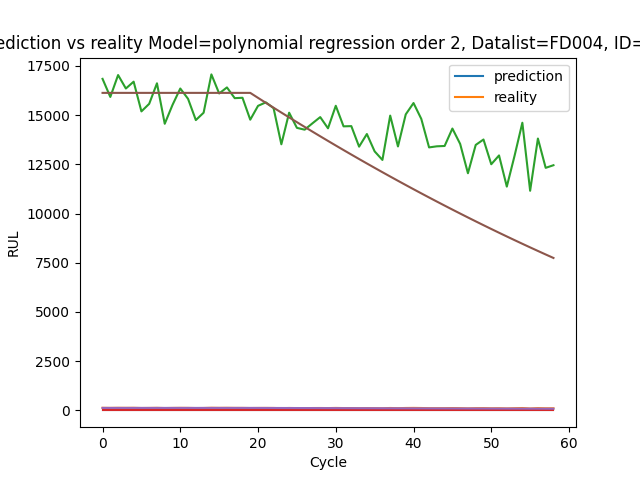 ediction vs reality Model=polynomial regression order 2, Datalist=FD004, ID=
prediction
reality
RUL
17500
15000
12500
10000
7500
5000
2500
0
0 10 20 30 40 50 60
Cycle